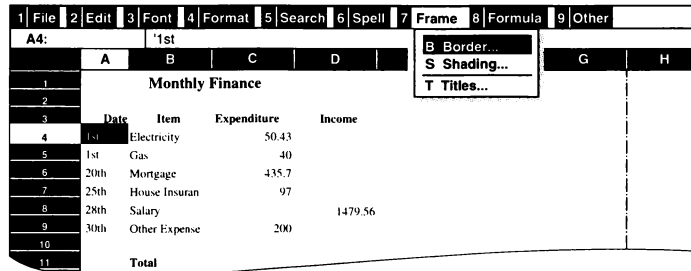 1 File 2 Edit 3 Font 4 Format 5 Search 6 Spell 7 Frame 8 Formula 9 Other
A4: '1st
B Border...
S Shading...
T Titles...
A B C D G H
1 Monthly Finance
2
3 Date Item Expenditure Income
4 1st Electricity 50.43
5 1st Gas 40
6 20th Mortgage 435.7
7 25th House Insuran 97
8 28th Salary 1479.56
9 30th Other Expense 200
10
11 Total